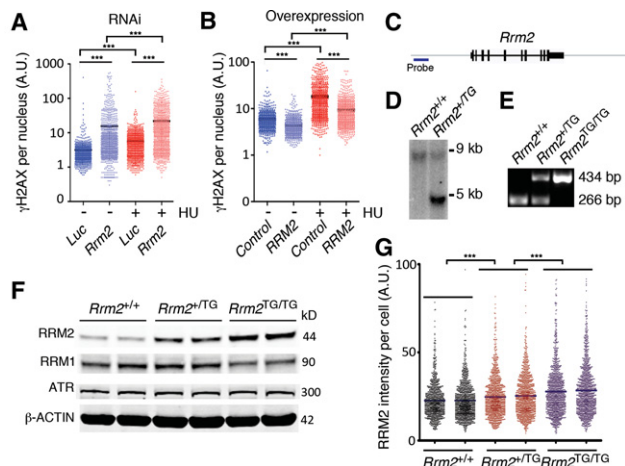 A
RNAi
γH2AX per nucleus (A.U.)
1000
100
10
1
0.1
***
***
***
***
- - + + HU
Luc Rrm2 Luc Rrm2
B
Overexpression
γH2AX per nucleus (A.U.)
100
10
1
0.1
***
***
***
***
- - + + HU
Control RRM2 Control RRM2
C
Rrm2
Probe
D
Rrm2+/+ Rrm2+/TG
9 kb
5 kb
E
Rrm2+/+ Rrm2+/TG Rrm2TG/TG
434 bp
266 bp
F
Rrm2+/+ Rrm2+/TG Rrm2TG/TG kD
RRM2 44
RRM1 90
ATR 300
β-ACTIN 42
G
RRM2 intensity per cell (A.U.)
100
50
25
0
*** ***
Rrm2+/+ Rrm2+/TG Rrm2TG/TG